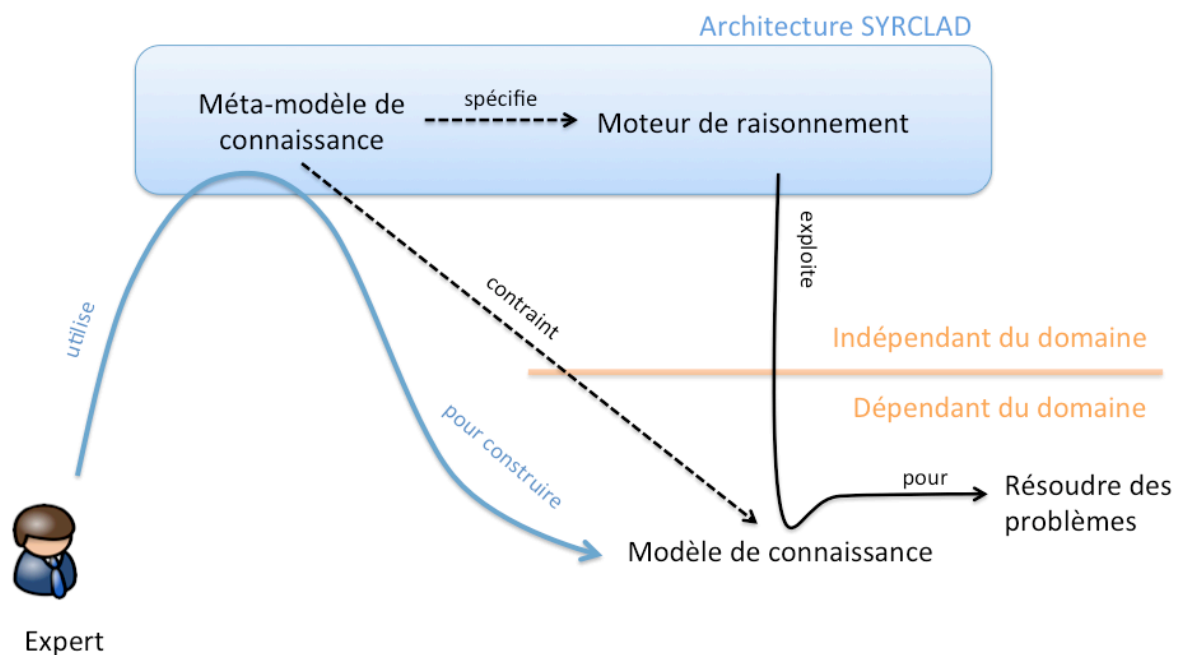 Architecture SYRCLAD
Méta-modèle de
connaissance
spécifie
Moteur de raisonnement
exploite
utilise
contraint
Indépendant du domaine
Dépendant du domaine
pour construire
pour
Résoudre des
problèmes
Modèle de connaissance
Expert